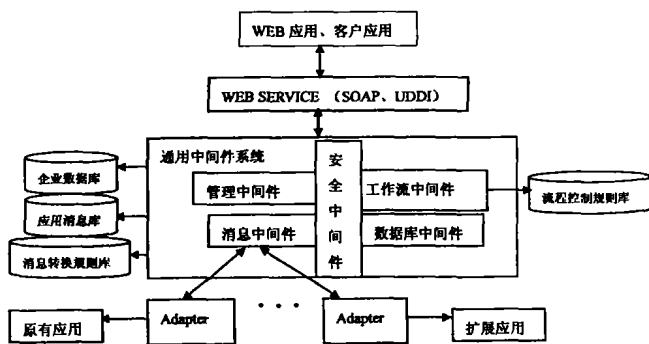 WEB 应用、客户应用
WEB SERVICE （SOAP、UDDI）
通用中间件系统
安全中间件
企业数据库
管理中间件
工作流中间件
流程控制规则库
应用消息库
消息中间件
数据库中间件
消息转换规则库
· · ·
原有应用
Adapter
Adapter
扩展应用